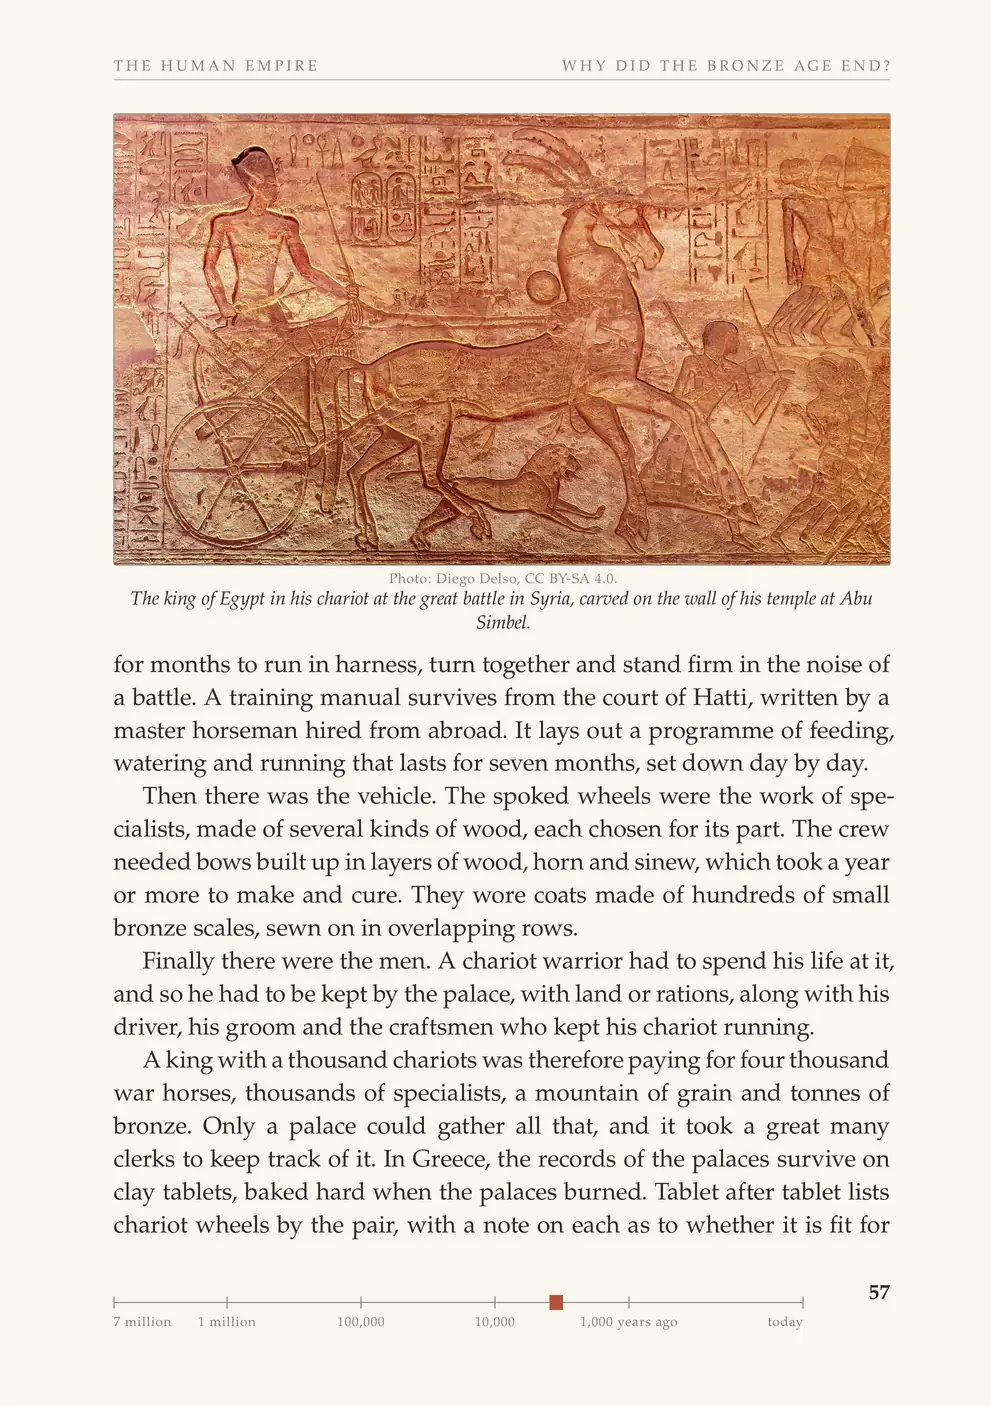 THE HUMAN EMPIRE
WHY DID THE BRONZE AGE END?
Photo: Diego Delso, CC BY-SA 4.0.
The king of Egypt in his chariot at the great battle in Syria, carved on the wall of his temple at Abu
Simbel.
for months to run in harness, turn together and stand firm in the noise of
a battle. A training manual survives from the court of Hatti, written by a
master horseman hired from abroad. It lays out a programme of feeding,
watering and running that lasts for seven months, set down day by day.
Then there was the vehicle. The spoked wheels were the work of spe-
cialists, made of several kinds of wood, each chosen for its part. The crew
needed bows built up in layers of wood, horn and sinew, which took a year
or more to make and cure. They wore coats made of hundreds of small
bronze scales, sewn on in overlapping rows.
Finally there were the men. A chariot warrior had to spend his life at it,
and so he had to be kept by the palace, with land or rations, along with his
driver, his groom and the craftsmen who kept his chariot running.
A king with a thousand chariots was therefore paying for four thousand
war horses, thousands of specialists, a mountain of grain and tonnes of
bronze. Only a palace could gather all that, and it took a great many
clerks to keep track of it. In Greece, the records of the palaces survive on
clay tablets, baked hard when the palaces burned. Tablet after tablet lists
chariot wheels by the pair, with a note on each as to whether it is fit for
57
7 million 1 million 100,000 10,000 1,000 years ago today